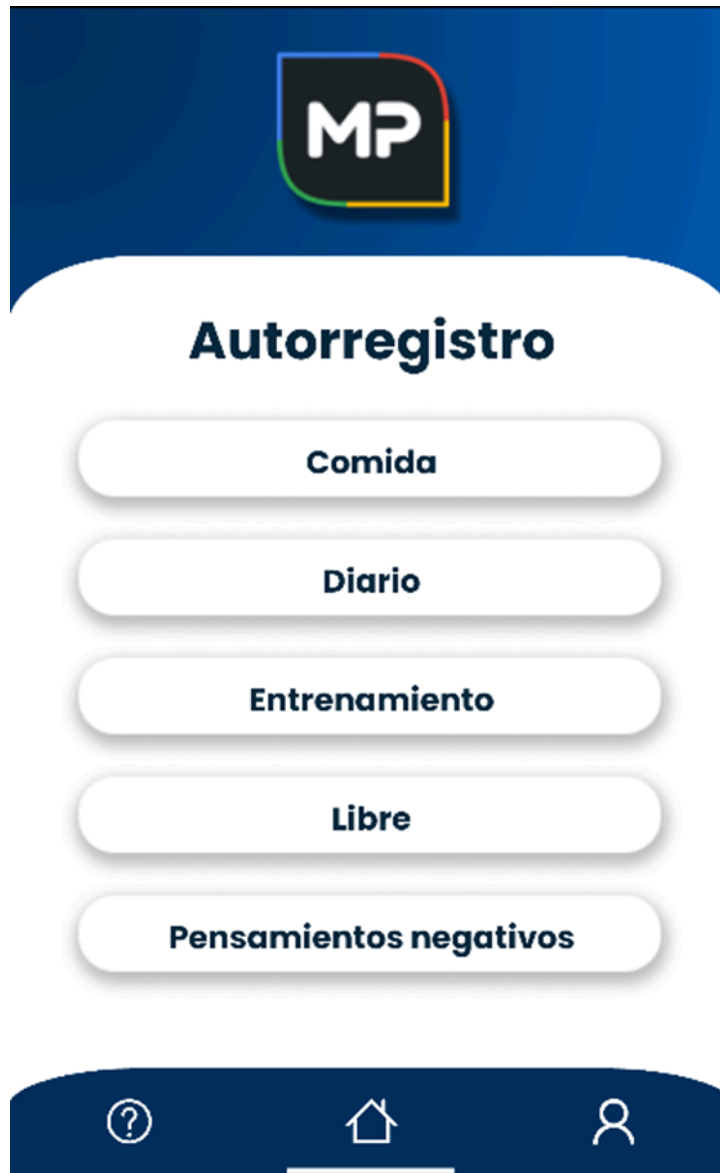 MP
Autorregistro
Comida
Diario
Entrenamiento
Libre
Pensamientos negativos
?